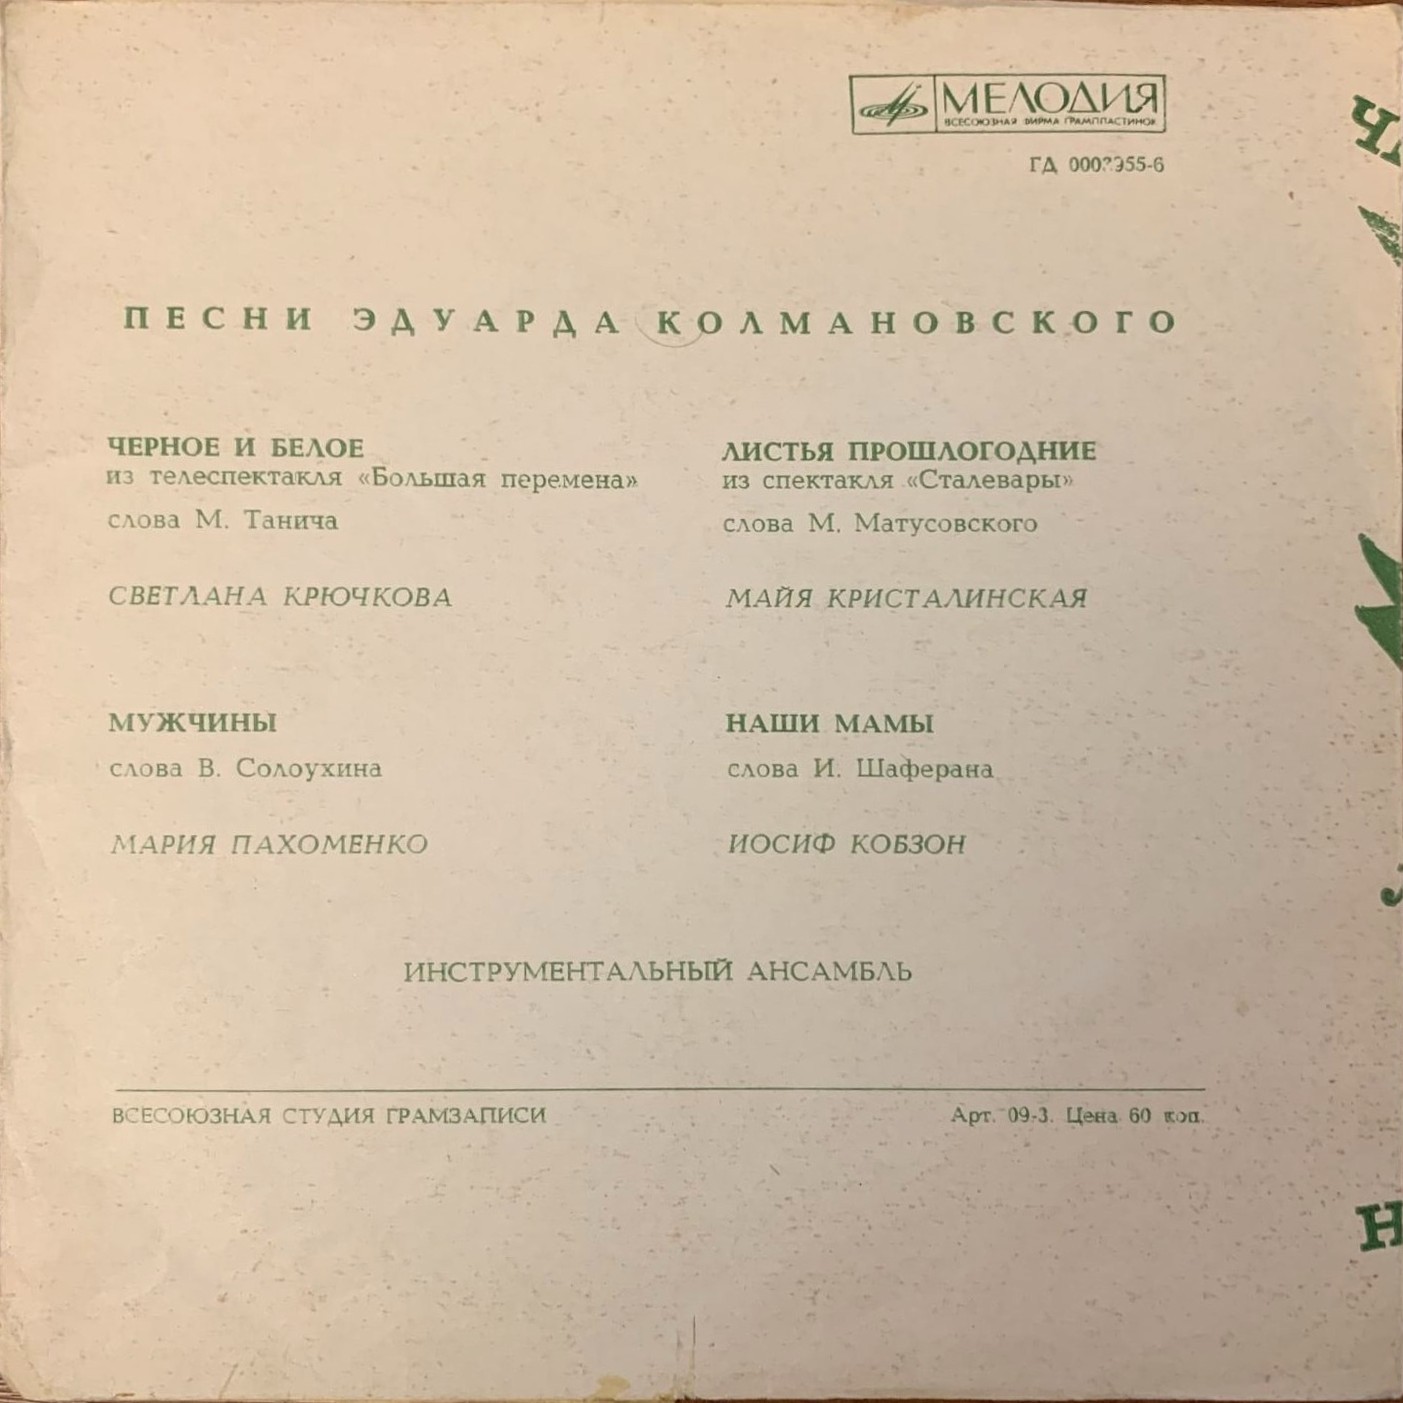 МЕЛОДИЯ
ВСЕСОЮЗНАЯ ФИРМА ГРАМПЛАСТИНОК
ГД
ПЕСНИ ЭДУАРДА КОЛМАНОВСКОГО
ЧЕРНОЕ И БЕЛОЕ
из телеспектакля «Большая перемена»
слова М. Танича
СВЕТЛАНА КРЮЧКОВА
МУЖЧИНЫ
слова В. Солоухина
МАРИЯ ПАХОМЕНКО
ЛИСТЬЯ ПРОШЛОГОДНИЕ
из спектакля «Сталевары»
слова М. Матусовского
МАЙЯ КРИСТАЛИНСКАЯ
НАШИ МАМЫ
слова И. Шаферана
ИОСИФ КОБЗОН
ИНСТРУМЕНТАЛЬНЫЙ АНСАМБЛЬ
ВСЕСОЮЗНАЯ СТУДИЯ ГРАМЗАПИСИ
Арт. 09-3. Цена 60 коп.